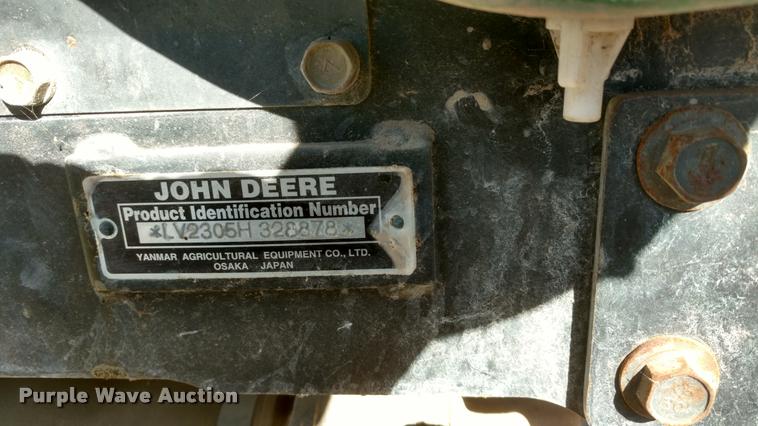 JOHN DEERE
Product Identification Number
*LV2305H 328878*
YANMAR AGRICULTURAL EQUIPMENT CO., LTD.
OSAKA JAPAN
Purple Wave Auction